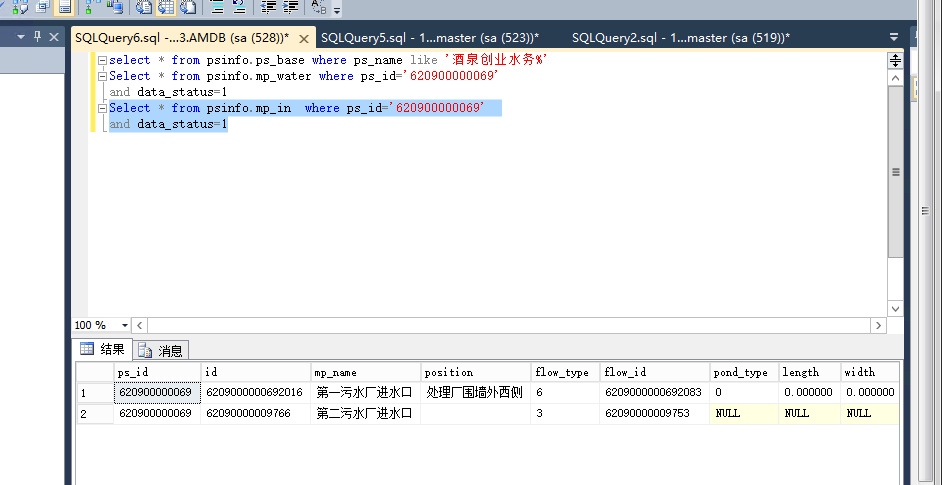 SQLQuery6.sql -...3.AMDB (sa (528))* SQLQuery5.sql - 1...master (sa (523))* SQLQuery2.sql - 1...master (sa (519))*
select * from psinfo.ps_base where ps_name like '酒泉创业水务%'
Select * from psinfo.mp_water where ps_id='620900000069'
and data_status=1
Select * from psinfo.mp_in  where ps_id='620900000069'
and data_status=1
100 %
结果 消息
ps_id id mp_name position flow_type flow_id pond_type length width
1 620900000069 6209000000692016 第一污水厂进水口 处理厂围墙外西侧 6 6209000000692083 0 0.000000 0.000000
2 620900000069 62090000009766 第二污水厂进水口 3 62090000009753 NULL NULL NULL